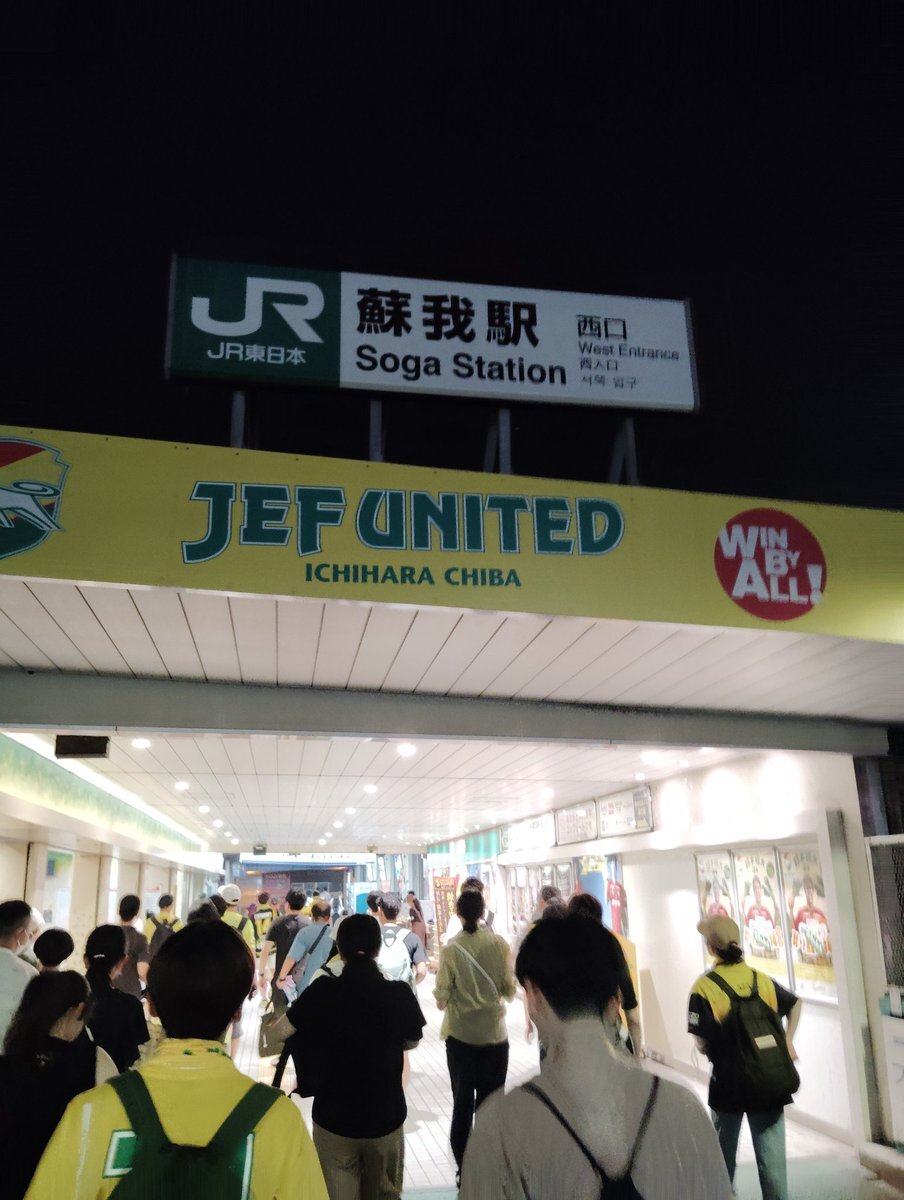 JR
JR東日本
蘇我駅
Soga Station
西口
West Entrance
西入口
서쪽 입구
JEF UNITED
ICHIHARA CHIBA
WIN
BY
ALL!